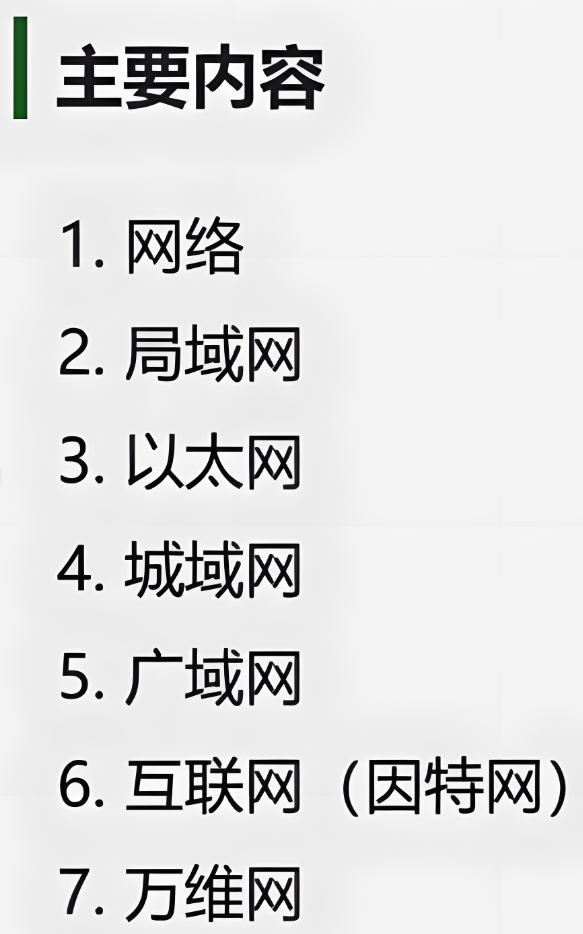 主要内容
1. 网络
2. 局域网
3. 以太网
4. 城域网
5. 广域网
6. 互联网（因特网）
7. 万维网